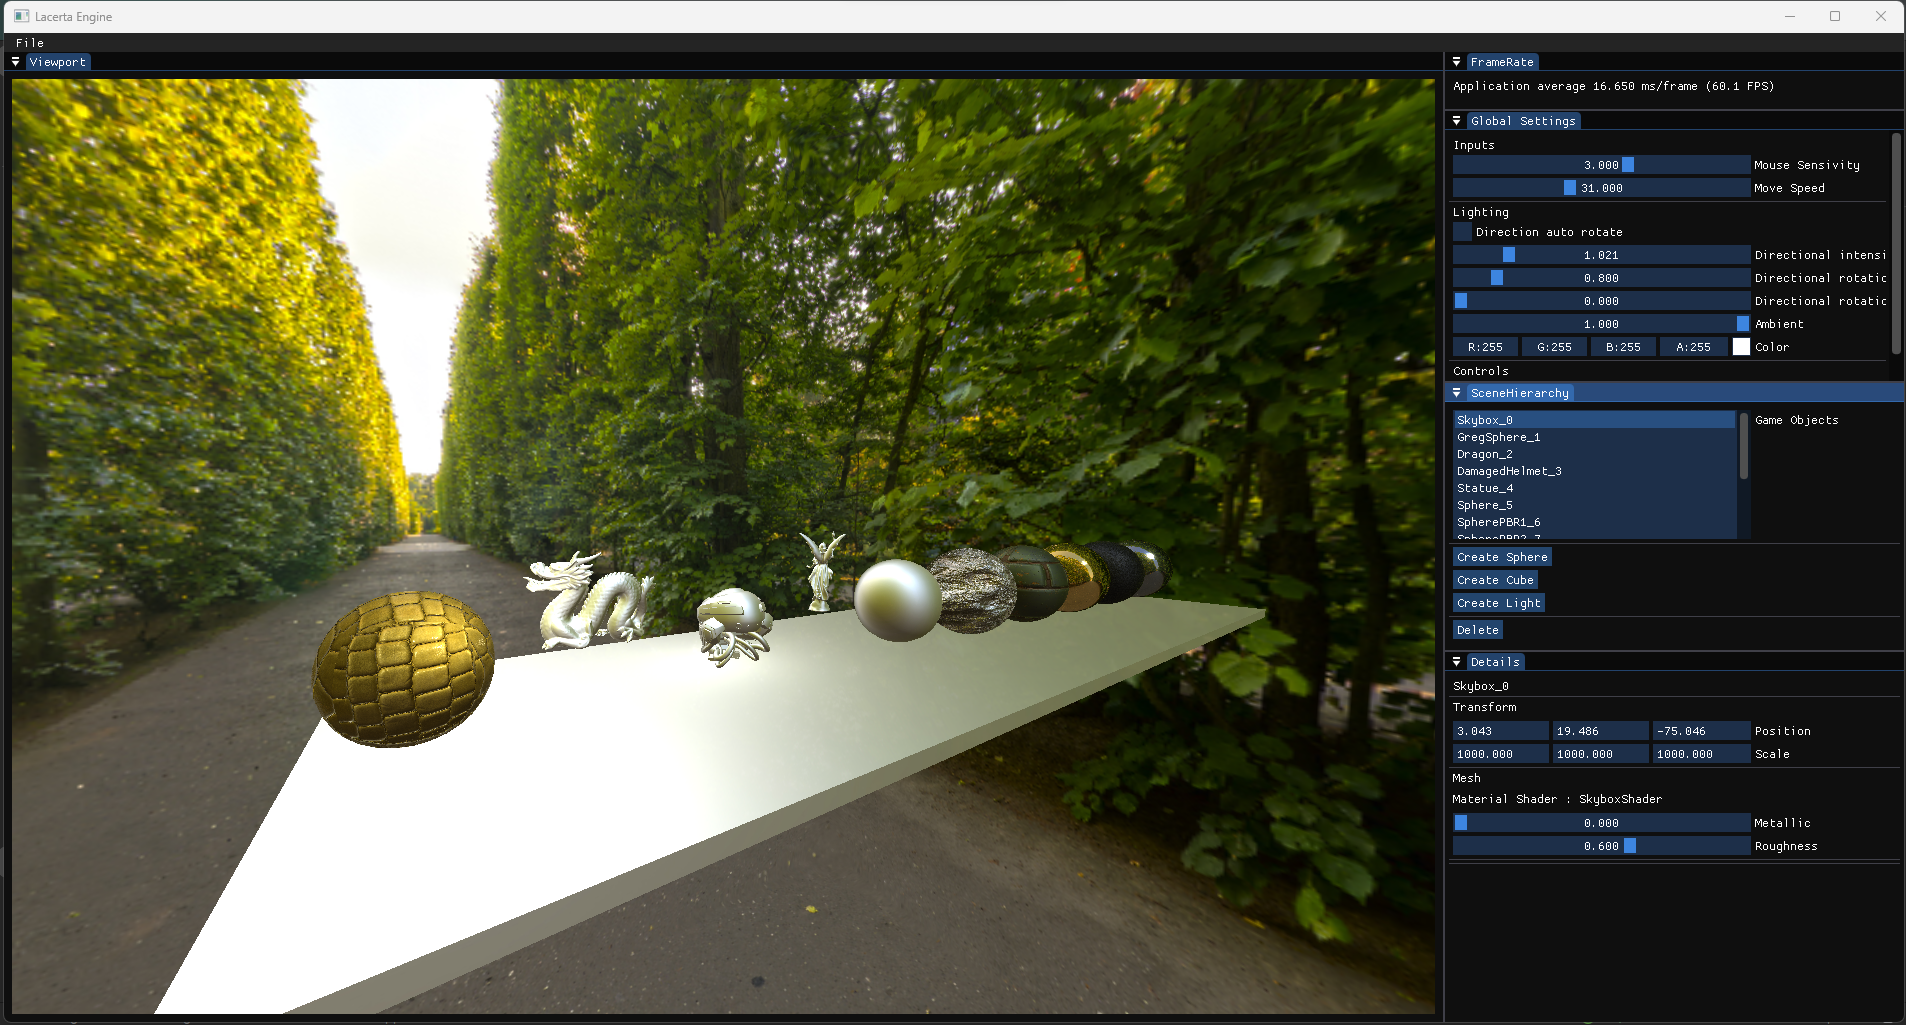 Lacerta Engine
File
Viewport
FrameRate
Application average 16.650 ms/frame (60.1 FPS)
Global Settings
Inputs
3.000 Mouse Sensivity
31.000 Move Speed
Lighting
Direction auto rotate
1.021 Directional intensi
0.800 Directional rotatic
0.000 Directional rotatic
1.000 Ambient
R:255 G:255 B:255 A:255 Color
Controls
SceneHierarchy
Skybox_0 Game Objects
GregSphere_1
Dragon_2
DamagedHelmet_3
Statue_4
Sphere_5
SpherePBR1_6
SpherePBR2_7
Create Sphere
Create Cube
Create Light
Delete
Details
Skybox_0
Transform
3.043 19.486 -75.046 Position
1000.000 1000.000 1000.000 Scale
Mesh
Material Shader : SkyboxShader
0.000 Metallic
0.600 Roughness